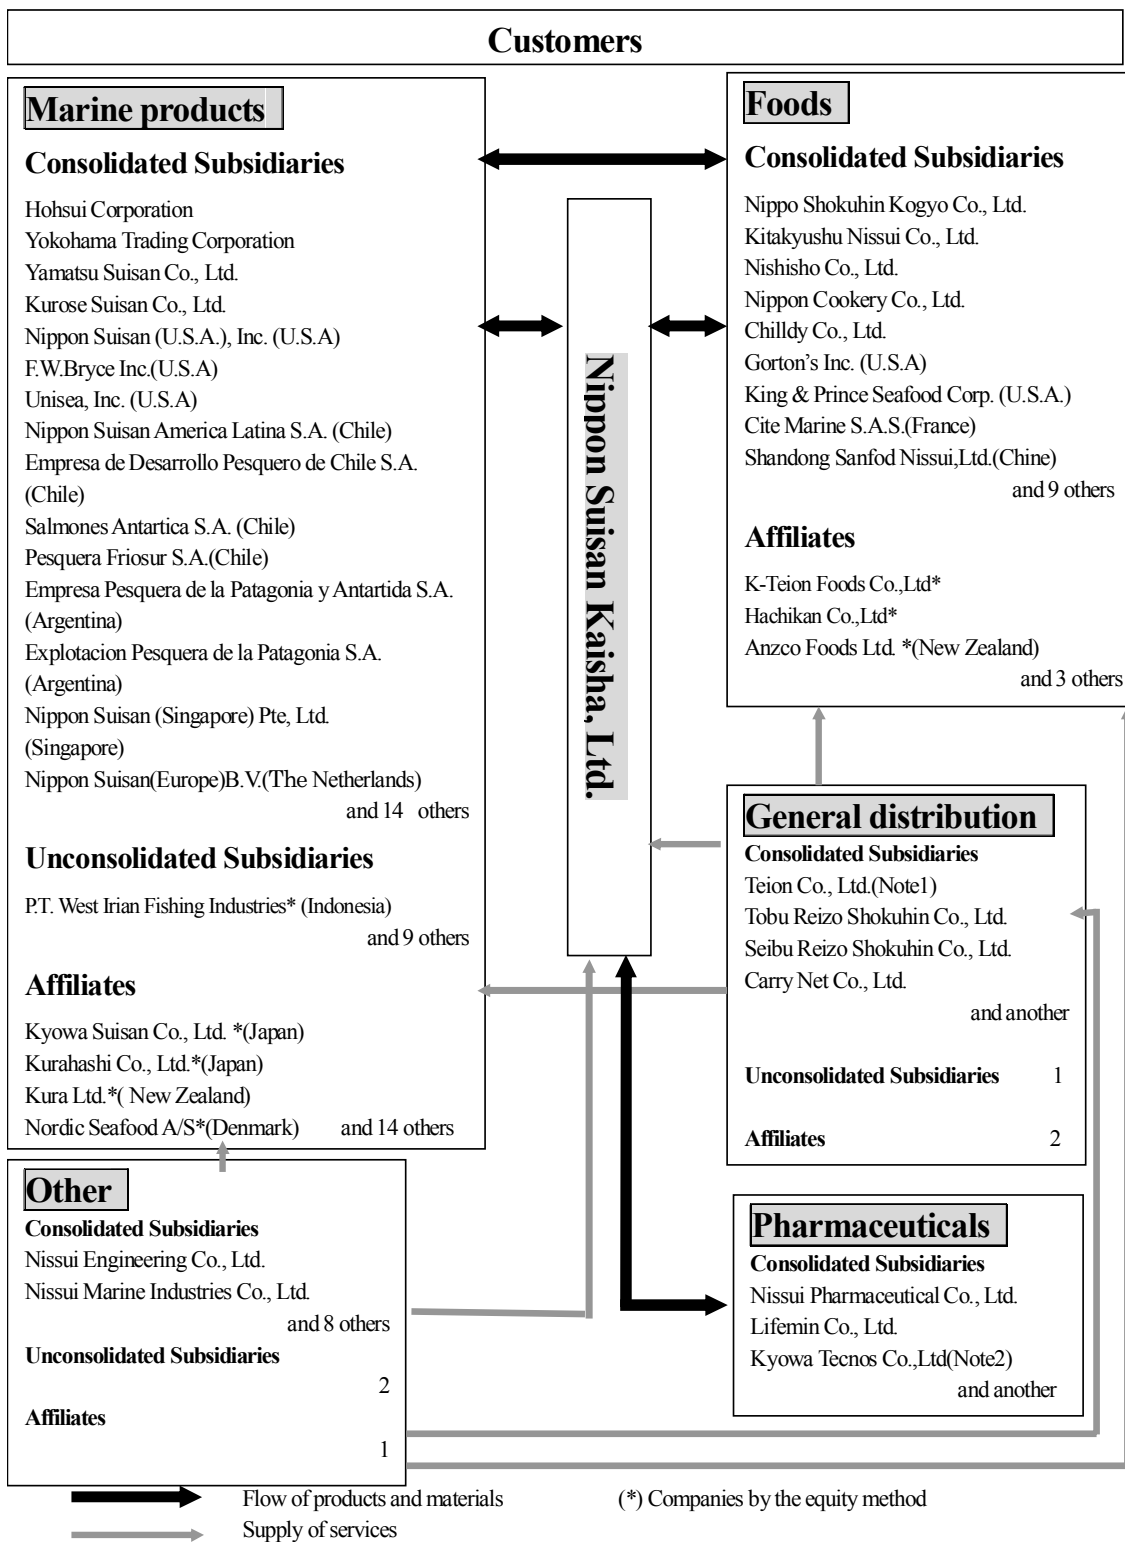 Customers
Marine products
Consolidated Subsidiaries
Hohsui Corporation
Yokohama Trading Corporation
Yamatsu Suisan Co., Ltd.
Kurose Suisan Co., Ltd.
Nippon Suisan (U.S.A.), Inc. (U.S.A)
F.W.Bryce Inc.(U.S.A)
Unisea, Inc. (U.S.A)
Nippon Suisan America Latina S.A. (Chile)
Empresa de Desarrollo Pesquero de Chile S.A.
(Chile)
Salmones Antartica S.A. (Chile)
Pesquera Friosur S.A.(Chile)
Empresa Pesquera de la Patagonia y Antartida S.A.
(Argentina)
Explotacion Pesquera de la Patagonia S.A.
(Argentina)
Nippon Suisan (Singapore) Pte, Ltd.
(Singapore)
Nippon Suisan(Europe)B.V.(The Netherlands)
and 14 others
Unconsolidated Subsidiaries
P.T. West Irian Fishing Industries* (Indonesia)
and 9 others
Affiliates
Kyowa Suisan Co., Ltd. *(Japan)
Kurahashi Co., Ltd.*(Japan)
Kura Ltd.*( New Zealand)
Nordic Seafood A/S*(Denmark) and 14 others
Nippon Suisan Kaisha, Ltd.
Foods
Consolidated Subsidiaries
Nippo Shokuhin Kogyo Co., Ltd.
Kitakyushu Nissui Co., Ltd.
Nishisho Co., Ltd.
Nippon Cookery Co., Ltd.
Chilldy Co., Ltd.
Gorton's Inc. (U.S.A)
King & Prince Seafood Corp. (U.S.A.)
Cite Marine S.A.S.(France)
Shandong Sanfod Nissui,Ltd.(Chine)
and 9 others
Affiliates
K-Teion Foods Co.,Ltd*
Hachikan Co.,Ltd*
Anzco Foods Ltd. *(New Zealand)
and 3 others
General distribution
Consolidated Subsidiaries
Teion Co., Ltd.(Note1)
Tobu Reizo Shokuhin Co., Ltd.
Seibu Reizo Shokuhin Co., Ltd.
Carry Net Co., Ltd.
and another
Unconsolidated Subsidiaries 1
Affiliates 2
Other
Consolidated Subsidiaries
Nissui Engineering Co., Ltd.
Nissui Marine Industries Co., Ltd.
and 8 others
Unconsolidated Subsidiaries
2
Affiliates
1
Pharmaceuticals
Consolidated Subsidiaries
Nissui Pharmaceutical Co., Ltd.
Lifemin Co., Ltd.
Kyowa Tecnos Co.,Ltd(Note2)
and another
Flow of products and materials (*) Companies by the equity method
Supply of services